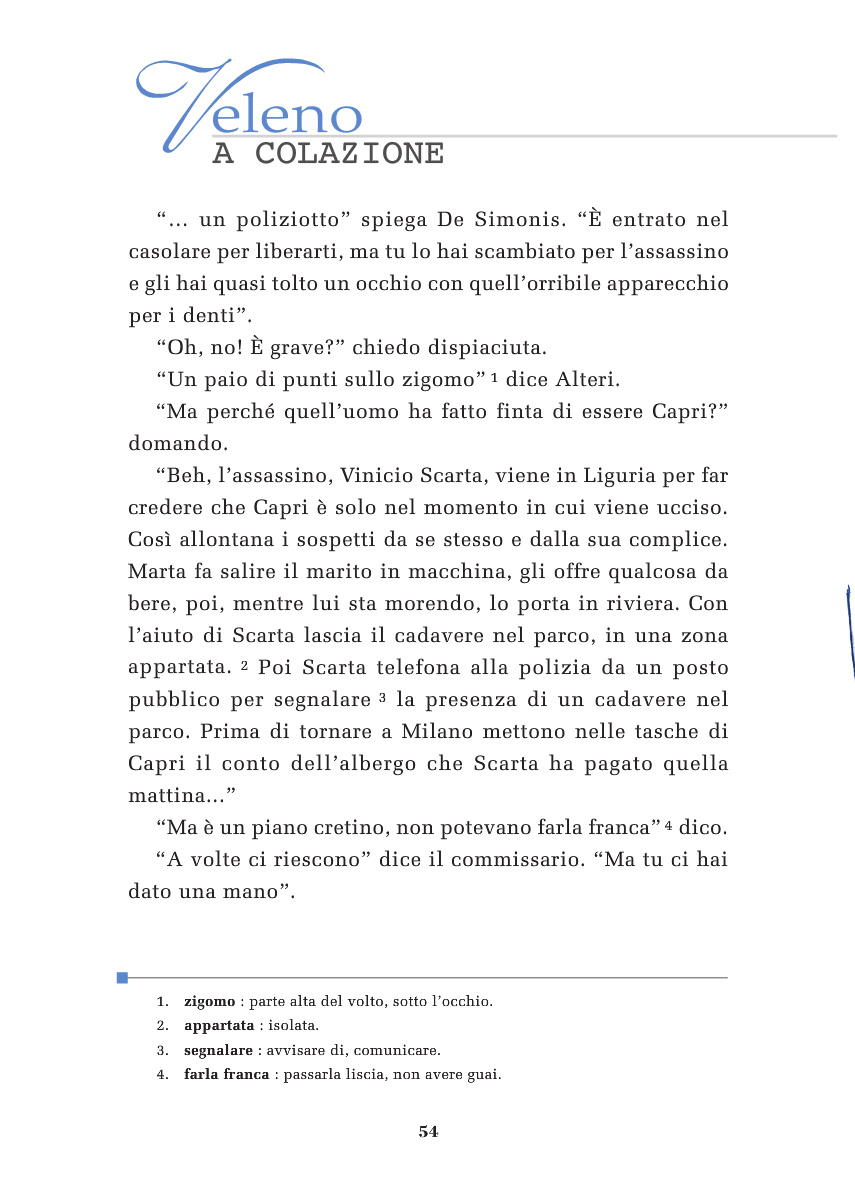 Veleno
A COLAZIONE
“… un poliziotto” spiega De Simonis. “È entrato nel
casolare per liberarti, ma tu lo hai scambiato per l’assassino
e gli hai quasi tolto un occhio con quell’orribile apparecchio
per i denti”.
“Oh, no! È grave?” chiedo dispiaciuta.
“Un paio di punti sullo zigomo” 1 dice Alteri.
“Ma perché quell’uomo ha fatto finta di essere Capri?”
domando.
“Beh, l’assassino, Vinicio Scarta, viene in Liguria per far
credere che Capri è solo nel momento in cui viene ucciso.
Così allontana i sospetti da se stesso e dalla sua complice.
Marta fa salire il marito in macchina, gli offre qualcosa da
bere, poi, mentre lui sta morendo, lo porta in riviera. Con
l’aiuto di Scarta lascia il cadavere nel parco, in una zona
appartata. 2 Poi Scarta telefona alla polizia da un posto
pubblico per segnalare 3 la presenza di un cadavere nel
parco. Prima di tornare a Milano mettono nelle tasche di
Capri il conto dell’albergo che Scarta ha pagato quella
mattina…”
“Ma è un piano cretino, non potevano farla franca” 4 dico.
“A volte ci riescono” dice il commissario. “Ma tu ci hai
dato una mano”.
1. zigomo : parte alta del volto, sotto l’occhio.
2. appartata : isolata.
3. segnalare : avvisare di, comunicare.
4. farla franca : passarla liscia, non avere guai.
54